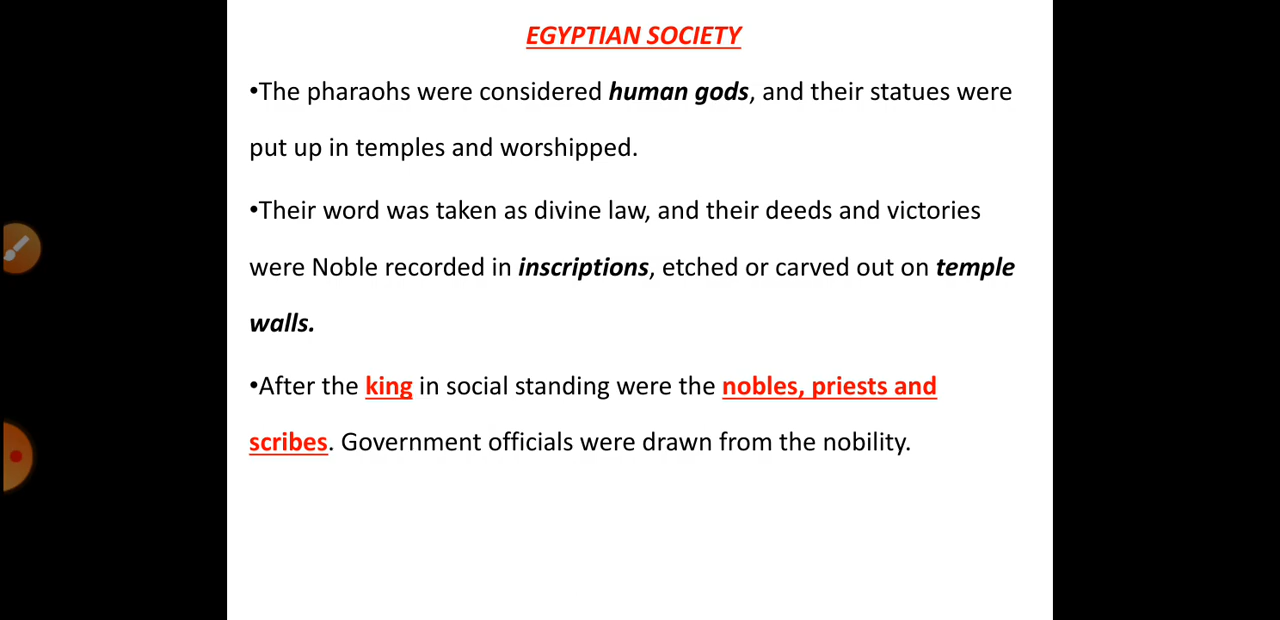 EGYPTIAN SOCIETY
•The pharaohs were considered human gods, and their statues were
put up in temples and worshipped.
•Their word was taken as divine law, and their deeds and victories
were Noble recorded in inscriptions, etched or carved out on temple
walls.
•After the king in social standing were the nobles, priests and
scribes. Government officials were drawn from the nobility.